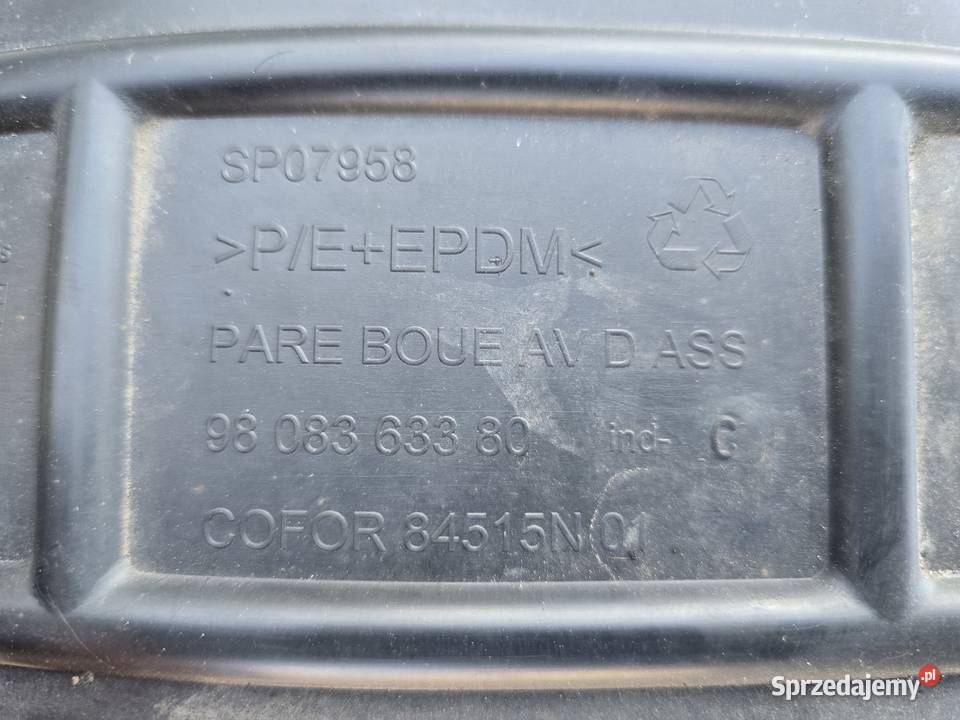 SP07958
>P/E+EPDM<
PARE BOUE AV D ASS
98 083 633 80 ind- C
COFOR 84515N 01
Sprzedajemy.pl